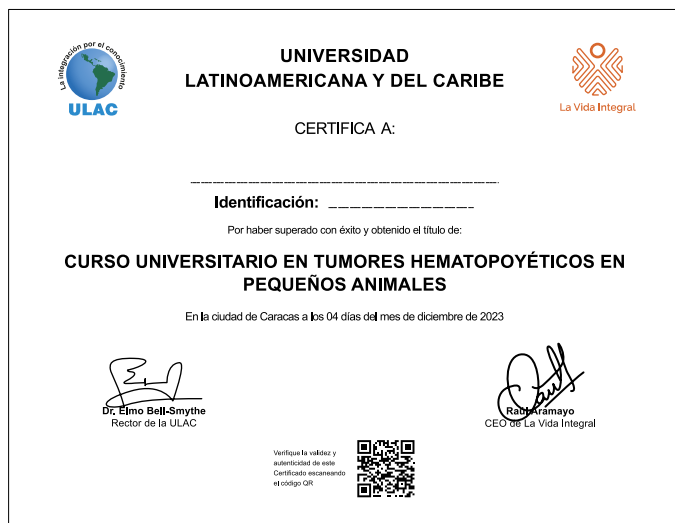 La integración por el conocimiento
ULAC
UNIVERSIDAD
LATINOAMERICANA Y DEL CARIBE
La Vida Integral
CERTIFICA A:
Identificación:
Por haber superado con éxito y obtenido el título de:
CURSO UNIVERSITARIO EN TUMORES HEMATOPOYÉTICOS EN
PEQUEÑOS ANIMALES
En la ciudad de Caracas a los 04 días del mes de diciembre de 2023
Dr. Elmo Bell-Smythe
Rector de la ULAC
Raúl Aramayo
CEO de La Vida Integral
Verifique la validez y
autenticidad de este
Certificado escaneando
el código QR